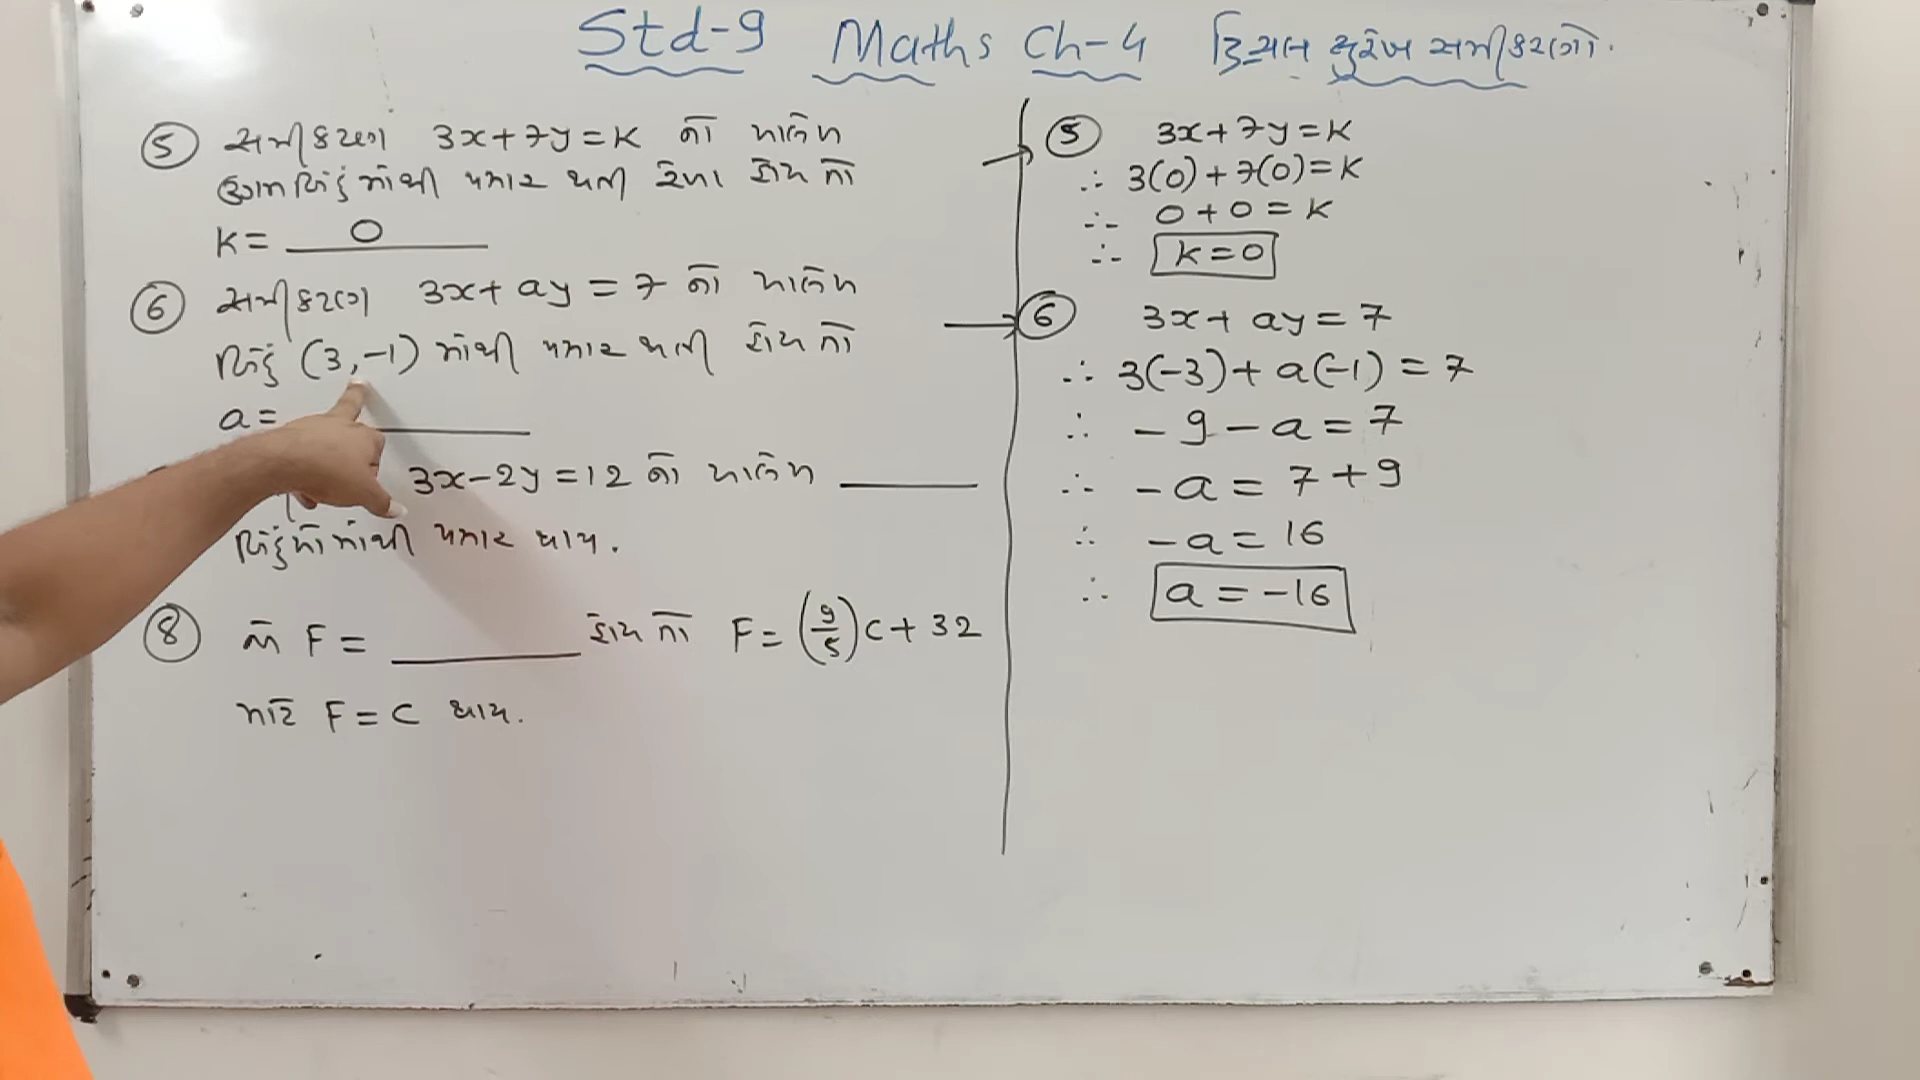 Std-9 Maths Ch-4 દ્વિચલ સુરેખ સમીકરણો.
⑤ સમીકરણ 3x+7y=K નો આલેખ
ઊગમબિંદુમાંથી પસાર થતી રેખા હોય તો
K= 0
⑥ સમીકરણ 3x+ay=7 નો આલેખ
બિંદુ (3,-1) માંથી પસાર થતી હોય તો
a=
3x-2y=12 નો આલેખ ______
બિંદુઓમાંથી પસાર થાય.
⑧ જો F= ______ હોય તો F=(9/5)C+32
માટે F=C થાય.
⑤ 3x+7y=K
∴ 3(0)+7(0)=K
∴ 0+0=K
∴ K=0
⑥ 3x+ay=7
∴ 3(-3)+a(-1)=7
∴ -9-a=7
∴ -a=7+9
∴ -a=16
∴ a=-16